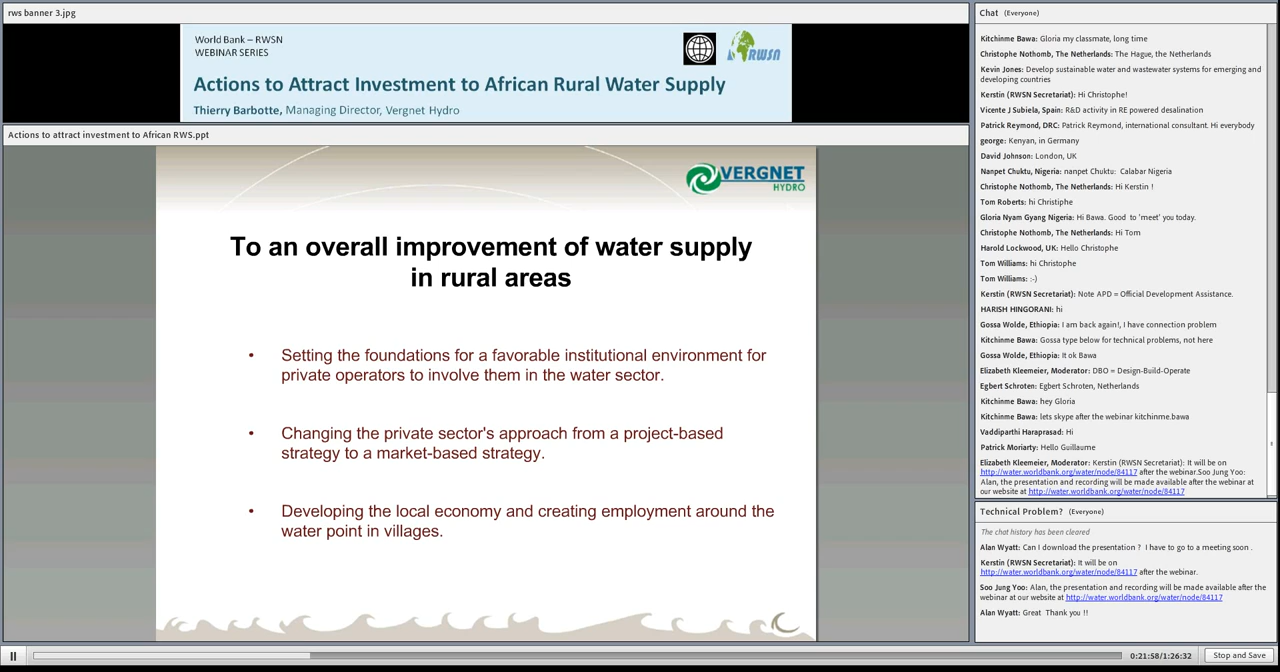 rws banner 3.jpg
World Bank – RWSN
WEBINAR SERIES
RWSN
Actions to Attract Investment to African Rural Water Supply
Thierry Barbotte, Managing Director, Vergnet Hydro
Actions to attract investment to African RWS.ppt
VERGNET
HYDRO
To an overall improvement of water supply
in rural areas
• Setting the foundations for a favorable institutional environment for
private operators to involve them in the water sector.
• Changing the private sector's approach from a project-based
strategy to a market-based strategy.
• Developing the local economy and creating employment around the
water point in villages.
Chat (Everyone)
Kitchinme Bawa: Gloria my classmate, long time
Christophe Nothomb, The Netherlands: The Hague, the Netherlands
Kevin Jones: Develop sustainable water and wastewater systems for emerging and
developing countries
Kerstin (RWSN Secretariat): Hi Christophe!
Vicente J Subiela, Spain: R&D activity in RE powered desalination
Patrick Reymond, DRC: Patrick Reymond, international consultant. Hi everybody
george: Kenyan, in Germany
David Johnson: London, UK
Nanpet Chuktu, Nigeria: nanpet Chuktu: Calabar Nigeria
Christophe Nothomb, The Netherlands: Hi Kerstin !
Tom Roberts: hi Christiphe
Gloria Nyam Gyang Nigeria: Hi Bawa. Good to 'meet' you today.
Christophe Nothomb, The Netherlands: Hi Tom
Harold Lockwood, UK: Hello Christophe
Tom Williams: hi Christophe
Tom Williams: :-)
Kerstin (RWSN Secretariat): Note APD = Official Development Assistance.
HARISH HINGORANI: hi
Gossa Wolde, Ethiopia: I am back again!, I have connection problem
Kitchinme Bawa: Gossa type below for technical problems, not here
Gossa Wolde, Ethiopia: It ok Bawa
Elizabeth Kleemeier, Moderator: DBO = Design-Build-Operate
Egbert Schroten: Egbert Schroten, Netherlands
Kitchinme Bawa: hey Gloria
Kitchinme Bawa: lets skype after the webinar kitchinme.bawa
Vaddiparthi Haraprasad: Hi
Patrick Moriarty: Hello Guillaume
Elizabeth Kleemeier, Moderator: Kerstin (RWSN Secretariat): It will be on
http://water.worldbank.org/water/node/84117 after the webinar.Soo Jung Yoo:
Alan, the presentation and recording will be made available after the webinar at
our website at http://water.worldbank.org/water/node/84117
Technical Problem? (Everyone)
The chat history has been cleared
Alan Wyatt: Can I download the presentation ? I have to go to a meeting soon .
Kerstin (RWSN Secretariat): It will be on
http://water.worldbank.org/water/node/84117 after the webinar.
Soo Jung Yoo: Alan, the presentation and recording will be made available after the
webinar at our website at http://water.worldbank.org/water/node/84117
Alan Wyatt: Great Thank you !!
0:21:58/1:26:32
Stop and Save